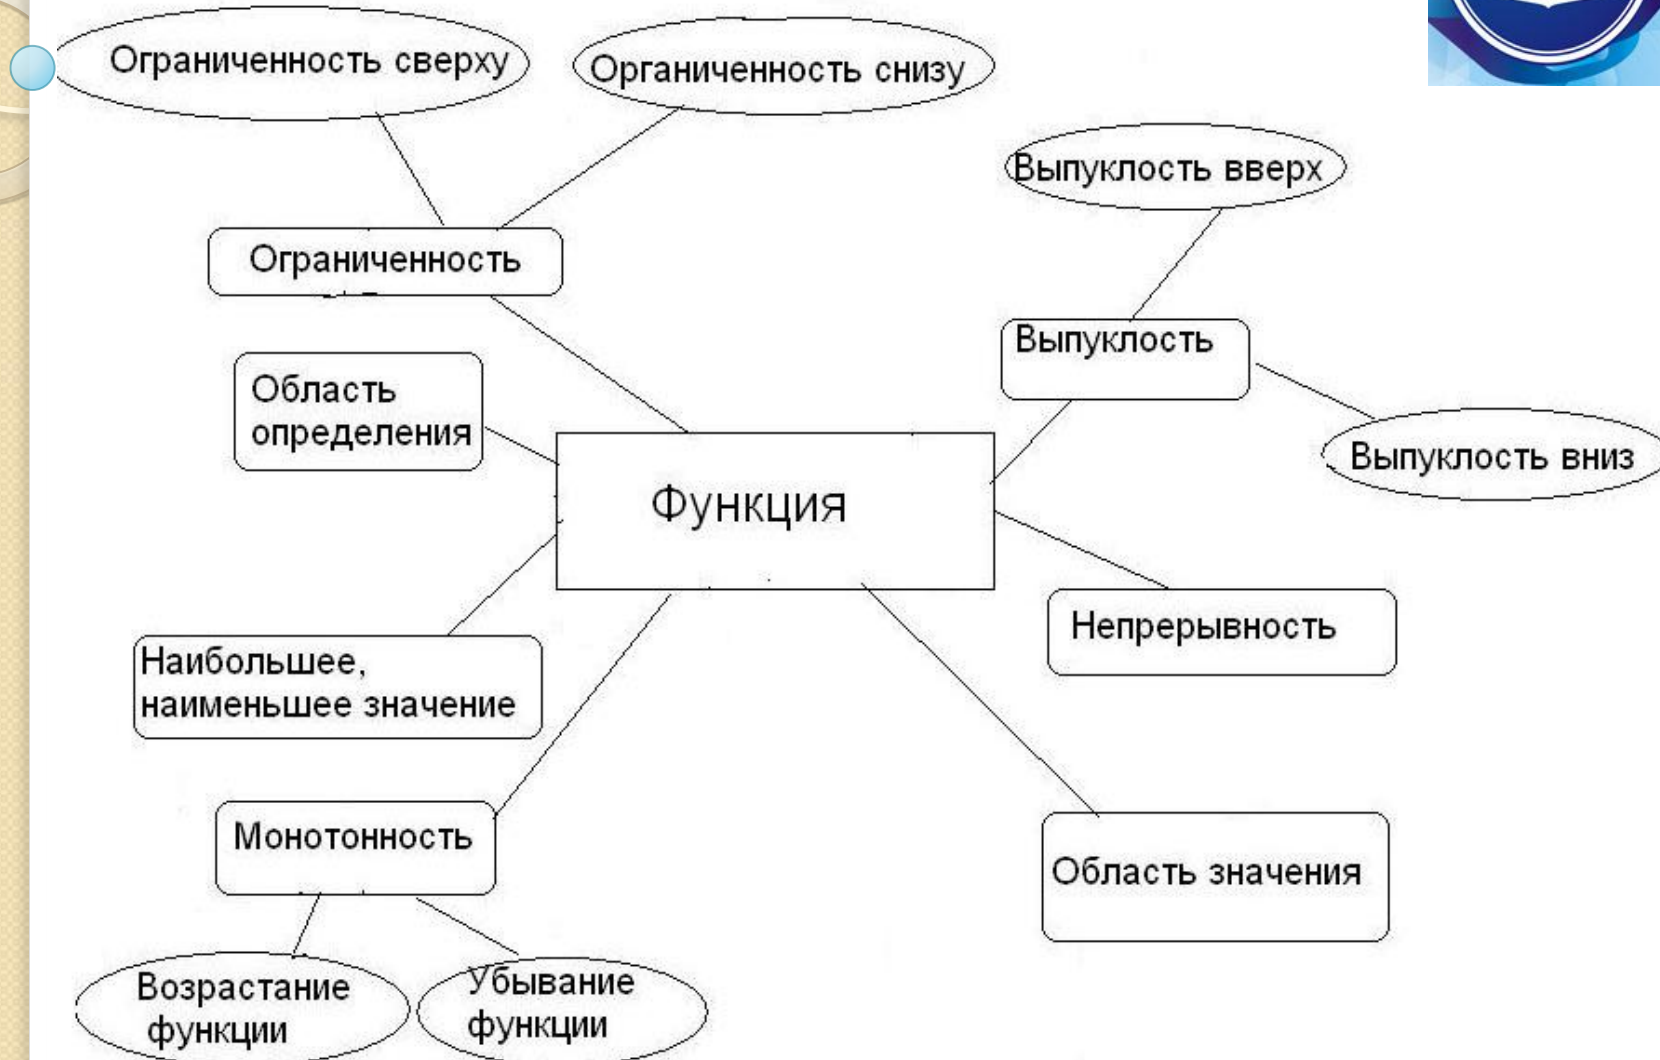 Ограниченность сверху
Органиченность снизу
Выпуклость вверх
Ограниченность
Выпуклость
Область
определения
Выпуклость вниз
Функция
Непрерывность
Наибольшее,
наименьшее значение
Монотонность
Область значения
Возрастание
функции
Убывание
функции